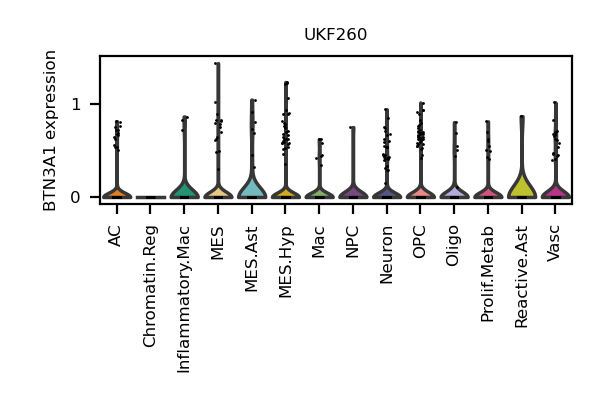 UKF260
BTN3A1 expression
1
0
AC
Chromatin.Reg
Inflammatory.Mac
MES
MES.Ast
MES.Hyp
Mac
NPC
Neuron
OPC
Oligo
Prolif.Metab
Reactive.Ast
Vasc